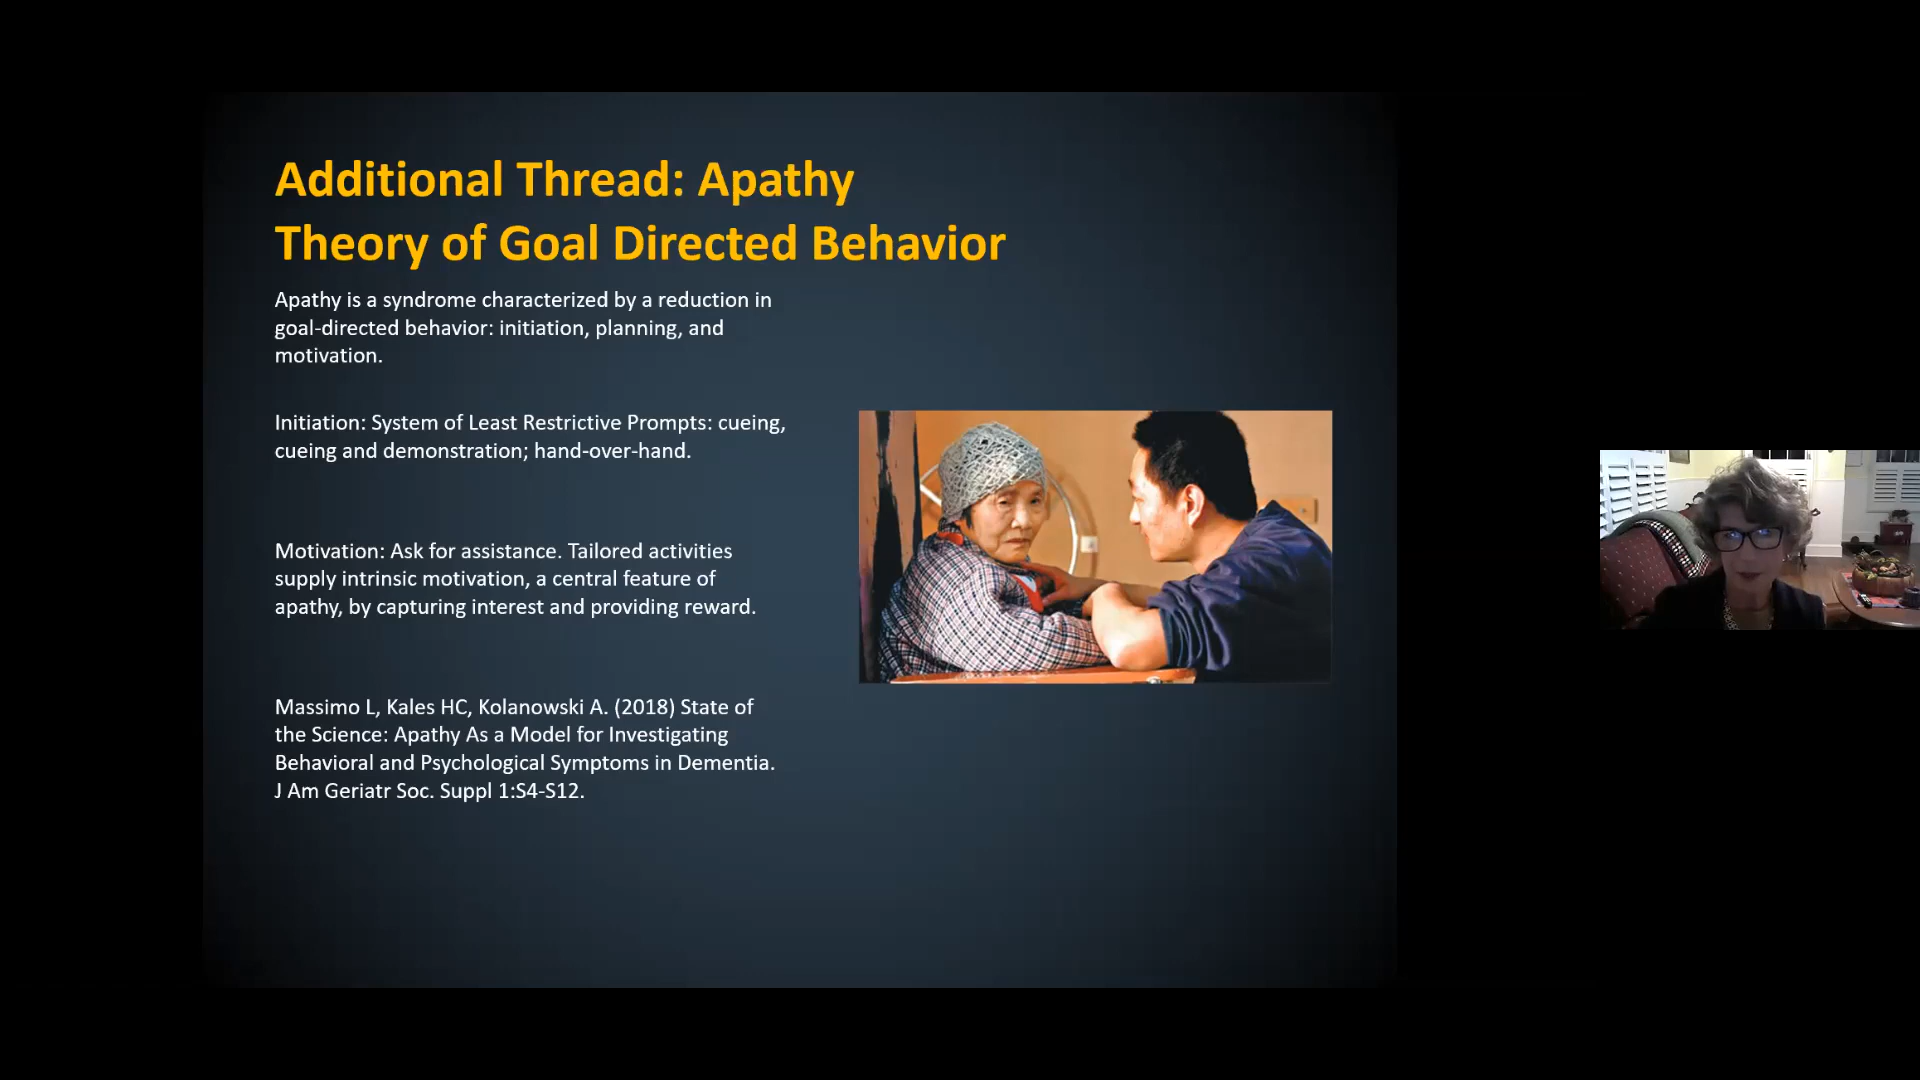 Additional Thread: Apathy
Theory of Goal Directed Behavior
Apathy is a syndrome characterized by a reduction in
goal-directed behavior: initiation, planning, and
motivation.
Initiation: System of Least Restrictive Prompts: cueing,
cueing and demonstration; hand-over-hand.
Motivation: Ask for assistance. Tailored activities
supply intrinsic motivation, a central feature of
apathy, by capturing interest and providing reward.
Massimo L, Kales HC, Kolanowski A. (2018) State of
the Science: Apathy As a Model for Investigating
Behavioral and Psychological Symptoms in Dementia.
J Am Geriatr Soc. Suppl 1:S4-S12.